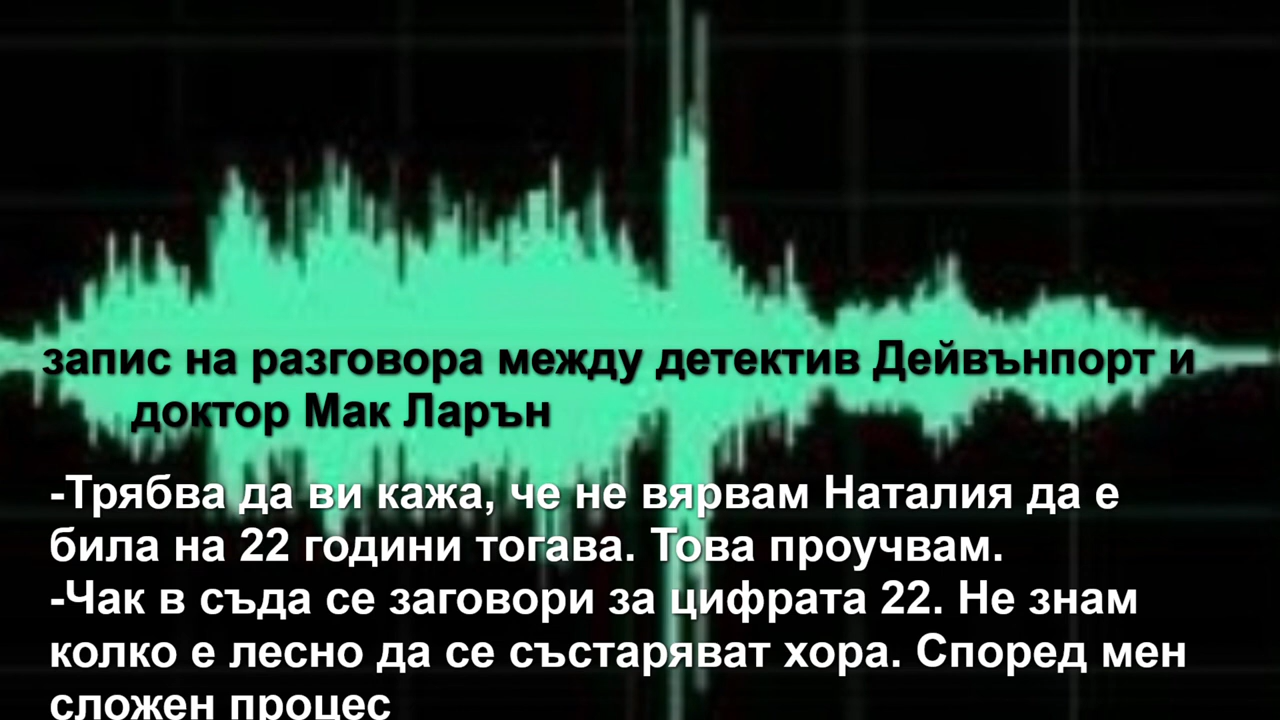 запис на разговора между детектив Дейвънпорт и
доктор Мак Ларън
-Трябва да ви кажа, че не вярвам Наталия да е
била на 22 години тогава. Това проучвам.
-Чак в съда се заговори за цифрата 22. Не знам
колко е лесно да се състаряват хора. Според мен
сложен процес